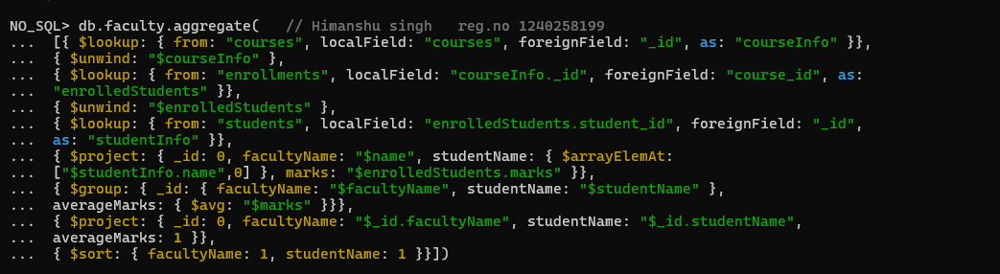 NO_SQL> db.faculty.aggregate(   // Himanshu singh   reg.no 1240258199
...  [{ $lookup: { from: "courses", localField: "courses", foreignField: "_id", as: "courseInfo" }},
...  { $unwind: "$courseInfo" },
...  { $lookup: { from: "enrollments", localField: "courseInfo._id", foreignField: "course_id", as:
...  "enrolledStudents" }},
...  { $unwind: "$enrolledStudents" },
...  { $lookup: { from: "students", localField: "enrolledStudents.student_id", foreignField: "_id",
...  as: "studentInfo" }},
...  { $project: { _id: 0, facultyName: "$name", studentName: { $arrayElemAt:
...  ["$studentInfo.name",0] }, marks: "$enrolledStudents.marks" }},
...  { $group: { _id: { facultyName: "$facultyName", studentName: "$studentName" },
...  averageMarks: { $avg: "$marks" }}},
...  { $project: { _id: 0, facultyName: "$_id.facultyName", studentName: "$_id.studentName",
...  averageMarks: 1 }},
...  { $sort: { facultyName: 1, studentName: 1 }}])